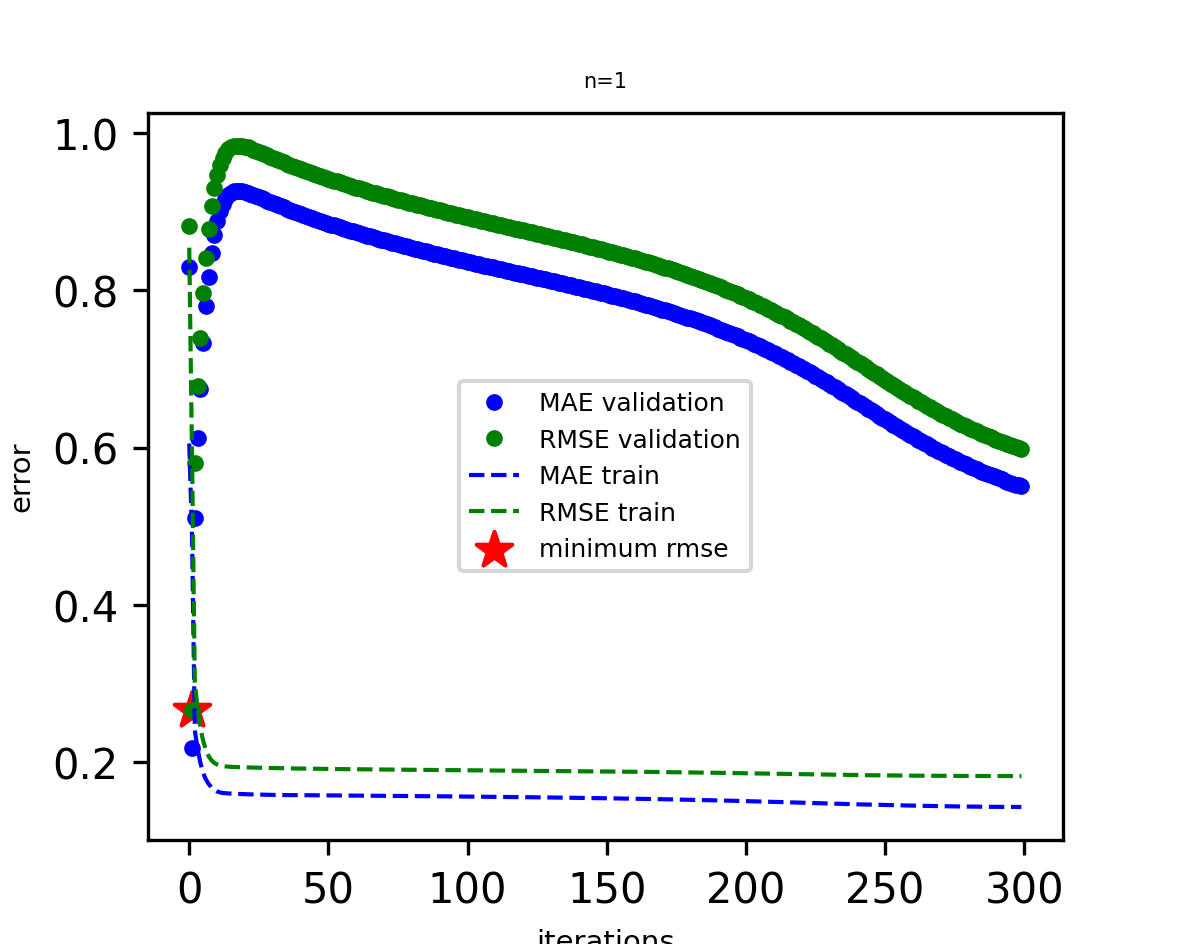 n=1
1.0
0.8
0.6
0.4
0.2
error
MAE validation
RMSE validation
MAE train
RMSE train
minimum rmse
0 50 100 150 200 250 300
iterations